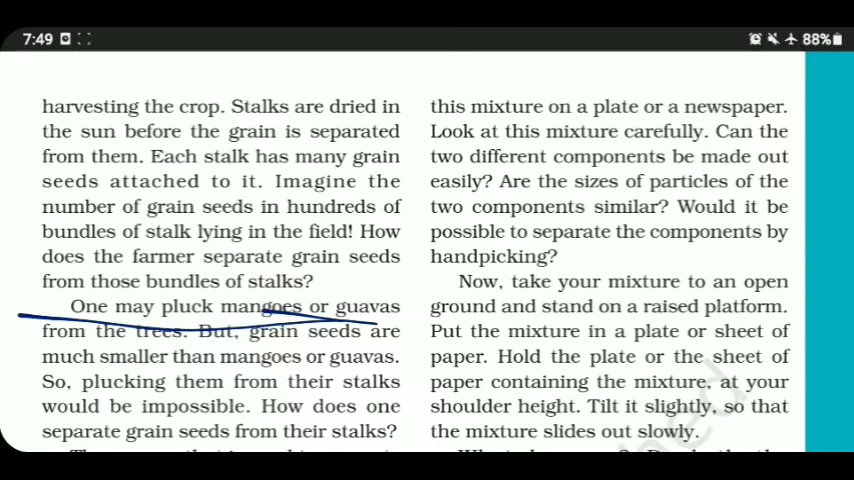 7:49
88%
harvesting the crop. Stalks are dried in
the sun before the grain is separated
from them. Each stalk has many grain
seeds attached to it. Imagine the
number of grain seeds in hundreds of
bundles of stalk lying in the field! How
does the farmer separate grain seeds
from those bundles of stalks?
One may pluck mangoes or guavas
from the trees. But, grain seeds are
much smaller than mangoes or guavas.
So, plucking them from their stalks
would be impossible. How does one
separate grain seeds from their stalks?
this mixture on a plate or a newspaper.
Look at this mixture carefully. Can the
two different components be made out
easily? Are the sizes of particles of the
two components similar? Would it be
possible to separate the components by
handpicking?
Now, take your mixture to an open
ground and stand on a raised platform.
Put the mixture in a plate or sheet of
paper. Hold the plate or the sheet of
paper containing the mixture, at your
shoulder height. Tilt it slightly, so that
the mixture slides out slowly.